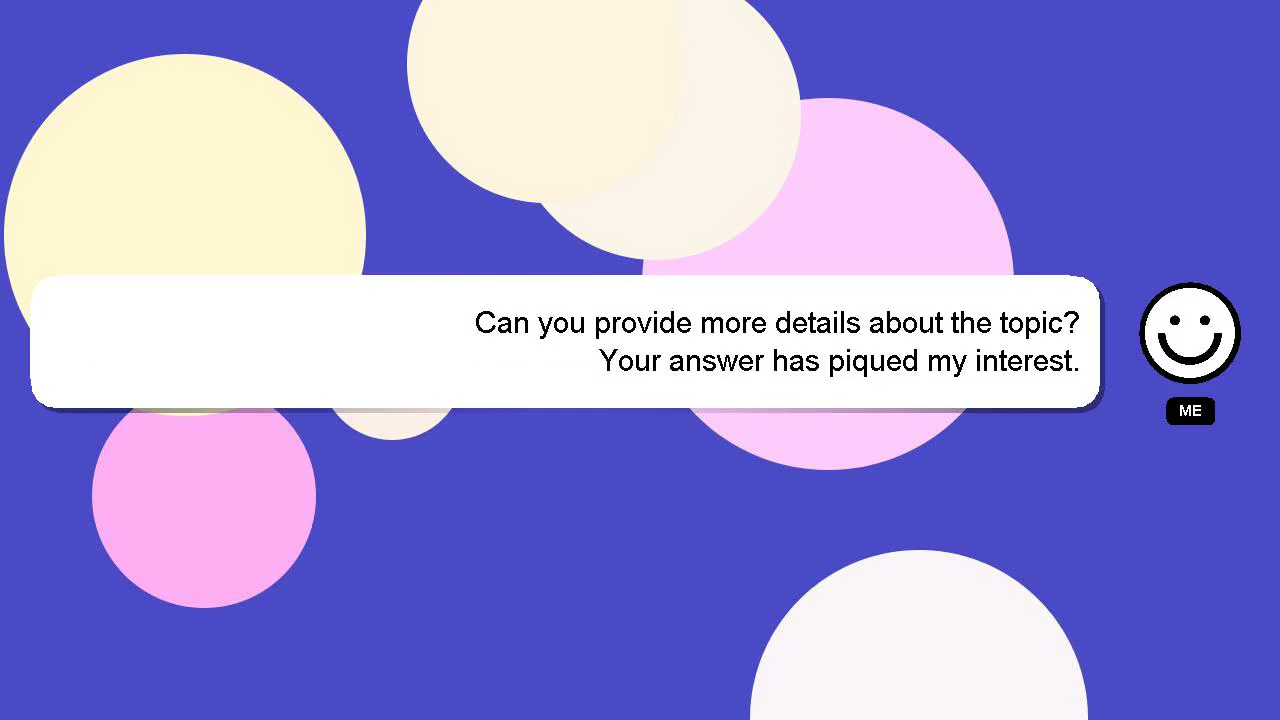 Can you provide more details about the topic?
Your answer has piqued my interest.
ME